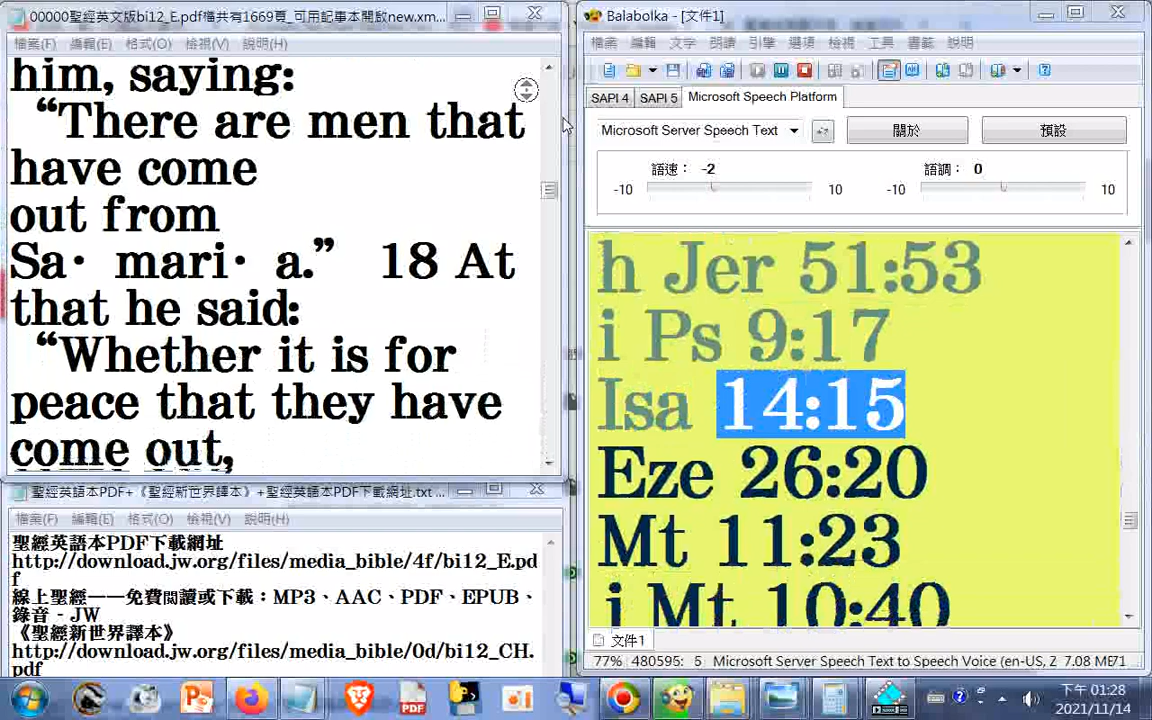 00000聖經英文版bi12_E.pdf檔共有1669頁_可用記事本開啟new.xm...
檔案(F) 編輯(E) 格式(O) 檢視(V) 說明(H)
him, saying:
“There are men that
have come
out from
Sa· mari· a.” 18 At
that he said:
“Whether it is for
peace that they have
come out,
聖經英語本PDF+《聖經新世界譯本》+聖經英語本PDF下載網址.txt ...
檔案(F) 編輯(E) 格式(O) 檢視(V) 說明(H)
聖經英語本PDF下載網址
http://download.jw.org/files/media_bible/4f/bi12_E.pd
f
線上聖經——免費閱讀或下載：MP3、AAC、PDF、EPUB、
錄音 - JW
《聖經新世界譯本》
http://download.jw.org/files/media_bible/0d/bi12_CH.
pdf
Balabolka - [文件1]
檔案 編輯 文字 朗讀 引擎 選項 檢視 工具 書籤 說明
SAPI 4 SAPI 5 Microsoft Speech Platform
Microsoft Server Speech Text 關於 預設
語速： -2 語調： 0
-10 10 -10 10
h Jer 51:53
i Ps 9:17
Isa 14:15
Eze 26:20
Mt 11:23
j Mt 10:40
文件1
77% 480595: 5 Microsoft Server Speech Text to Speech Voice (en-US, Z 7.08 ME71
下午 01:28
2021/11/14